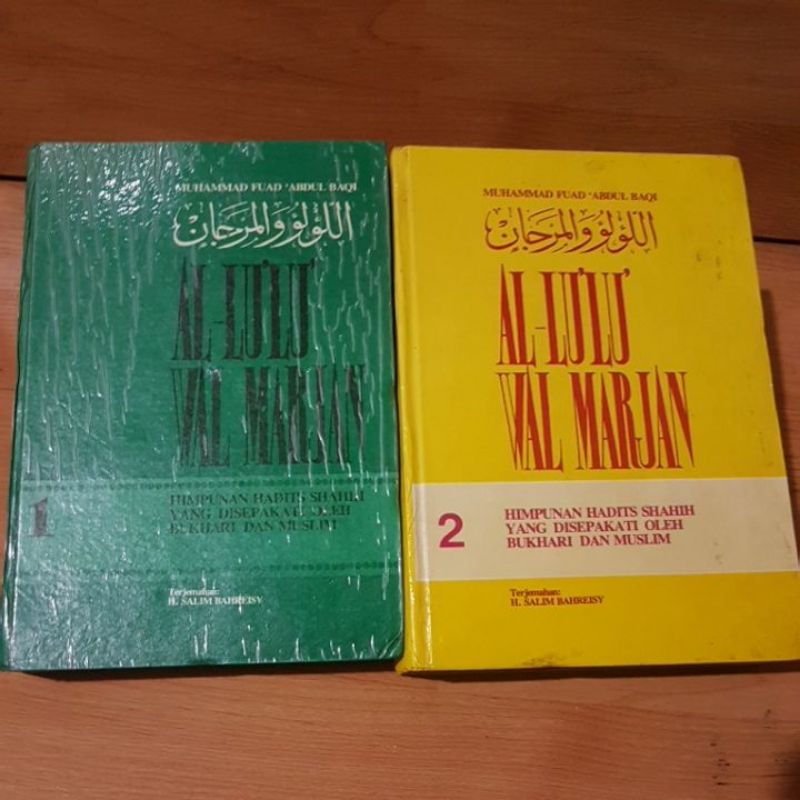 MUHAMMAD FUAD 'ABDUL BAQI
اللؤلؤ والمرجان
AL-LU'LU'
WAL MARJAN
1
HIMPUNAN HADITS SHAHIH
YANG DISEPAKATI OLEH
BUKHARI DAN MUSLIM
Terjemahan:
H. SALIM BAHREISY
MUHAMMAD FUAD 'ABDUL BAQI
اللؤلؤ والمرجان
AL-LU'LU'
WAL MARJAN
2
HIMPUNAN HADITS SHAHIH
YANG DISEPAKATI OLEH
BUKHARI DAN MUSLIM
Terjemahan:
H. SALIM BAHREISY